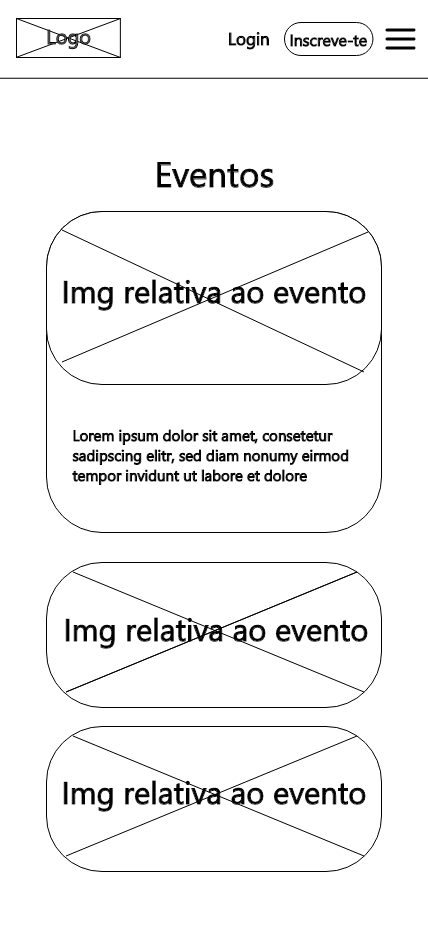 Logo
Login
Inscreve-te
Eventos
Img relativa ao evento
Lorem ipsum dolor sit amet, consetetur
sadipscing elitr, sed diam nonumy eirmod
tempor invidunt ut labore et dolore
Img relativa ao evento
Img relativa ao evento